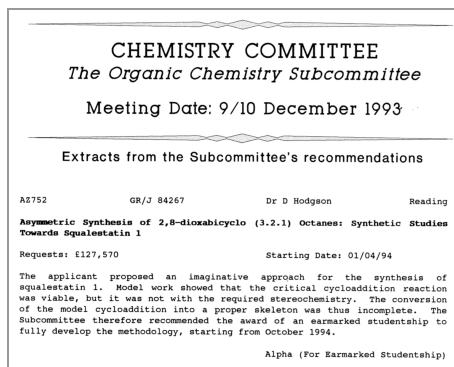 CHEMISTRY COMMITTEE
The Organic Chemistry Subcommittee
Meeting Date: 9/10 December 1993
Extracts from the Subcommittee's recommendations
AZ752 GR/J 84267 Dr D Hodgson Reading
Asymmetric Synthesis of 2,8-dioxabicyclo (3.2.1) Octanes: Synthetic Studies
Towards Squalestatin 1
Requests: £127,570 Starting Date: 01/04/94
The applicant proposed an imaginative approach for the synthesis of
squalestatin 1. Model work showed that the critical cycloaddition reaction
was viable, but it was not with the required stereochemistry. The conversion
of the model cycloaddition into a proper skeleton was thus incomplete. The
Subcommittee therefore recommended the award of an earmarked studentship to
fully develop the methodology, starting from October 1994.
Alpha (For Earmarked Studentship)